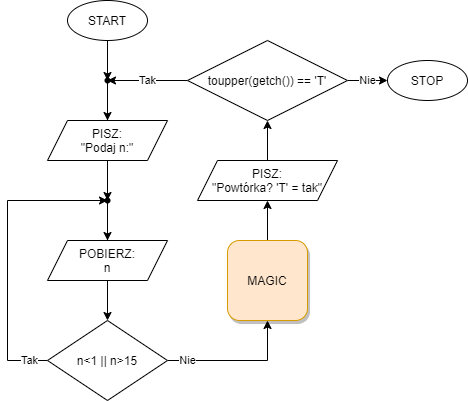 START
toupper(getch()) == 'T'
Tak
Nie
STOP
PISZ:
"Podaj n:"
PISZ:
"Powtórka? 'T' = tak"
POBIERZ:
n
MAGIC
n<1 || n>15
Tak
Nie